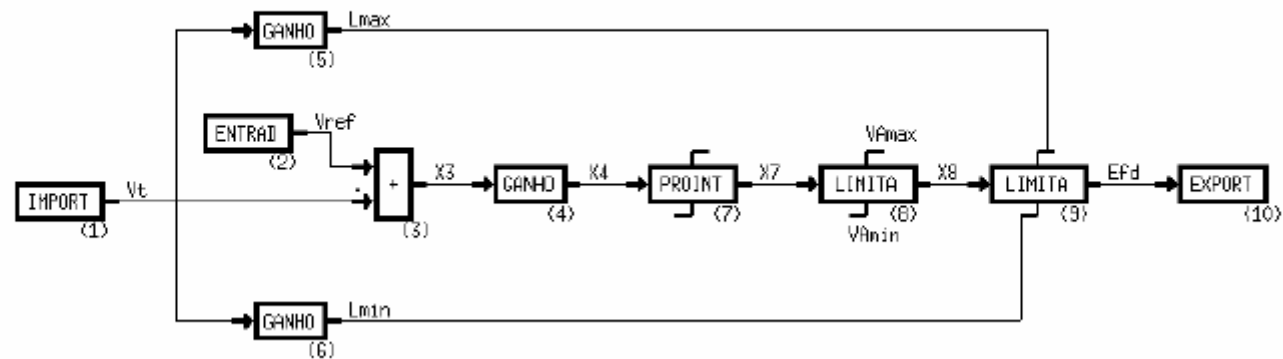 GANHO Lmax
(5)
ENTRAD Vref
(2)
VAmax
IMPORT Vt
(1)
- +
(3)
X3 GANHO X4
(4)
PROINT X7
(7)
LIMITA X8
(8)
VAmin
LIMITA Efd
(9)
EXPORT
(10)
GANHO Lmin
(6)